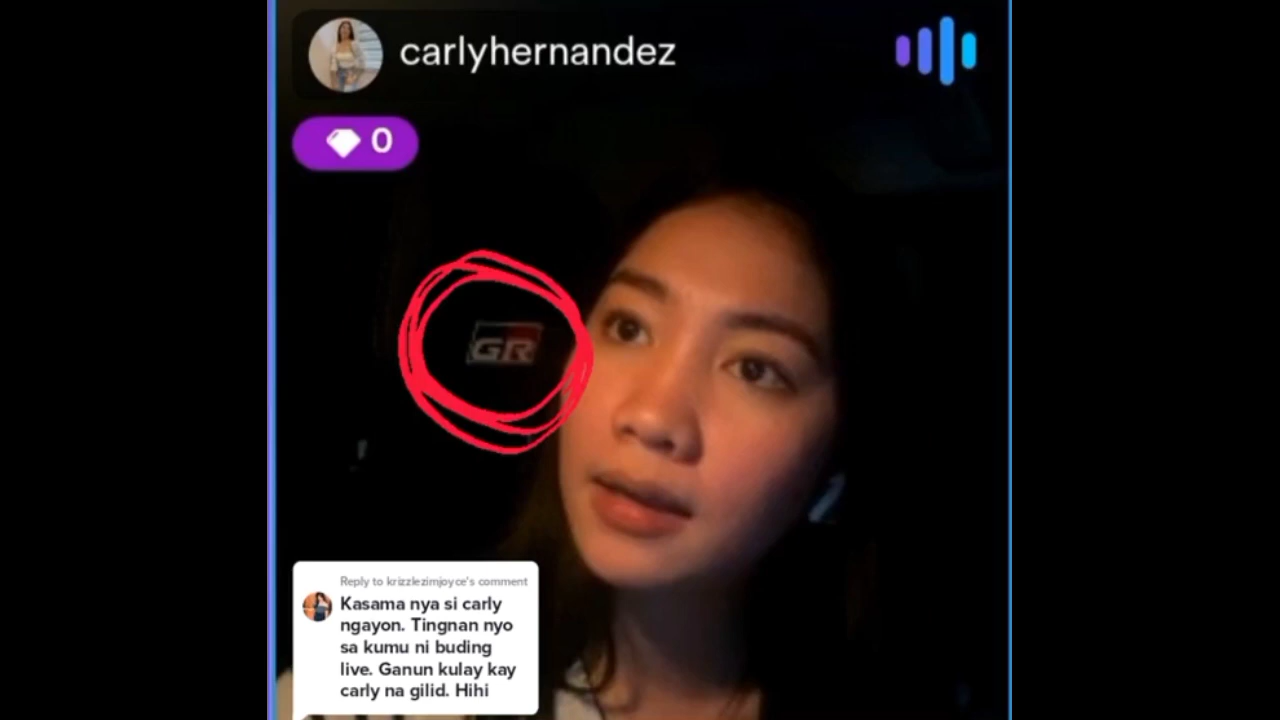 carlyhernandez
0
GR
Reply to krizzlezimjoyce's comment
Kasama nya si carly
ngayon. Tingnan nyo
sa kumu ni buding
live. Ganun kulay kay
carly na gilid. Hihi